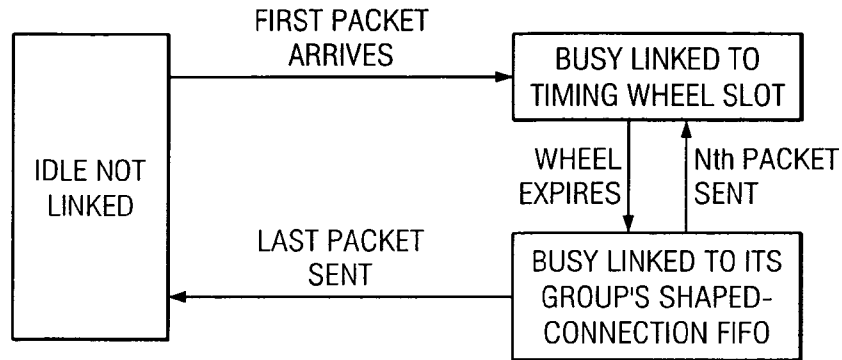 FIRST PACKET
ARRIVES
BUSY LINKED TO
TIMING WHEEL SLOT
IDLE NOT
LINKED
WHEEL
EXPIRES
Nth PACKET
SENT
LAST PACKET
SENT
BUSY LINKED TO ITS
GROUP'S SHAPED-
CONNECTION FIFO